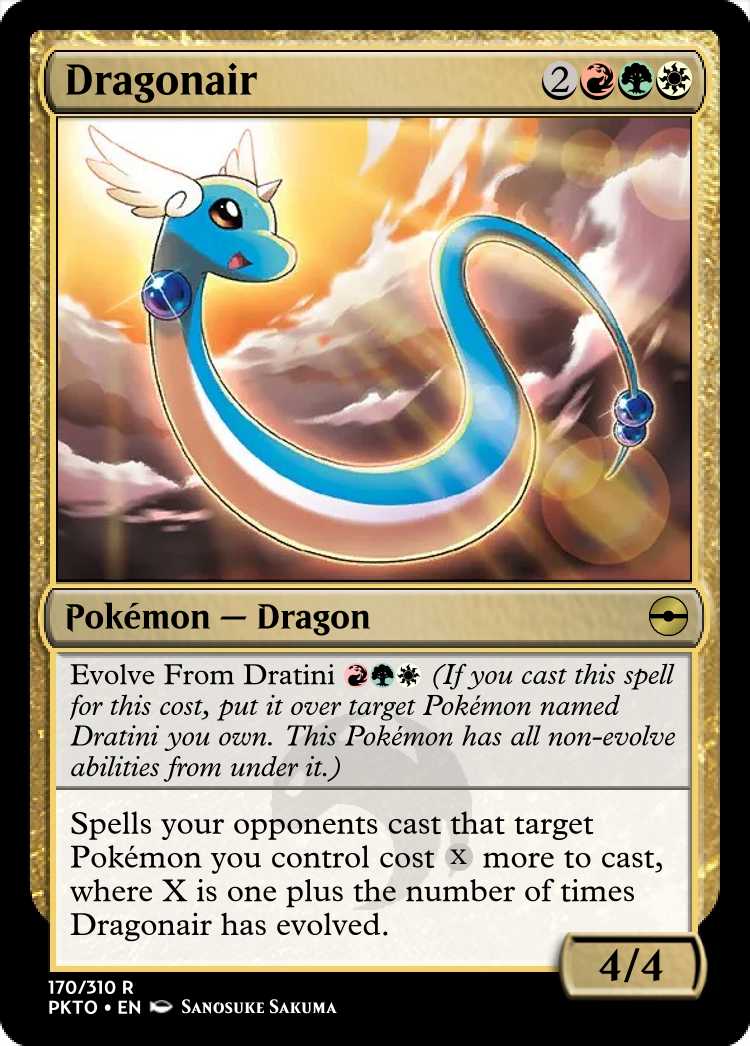 Dragonair 2
Pokémon — Dragon
Evolve From Dratini (If you cast this spell
for this cost, put it over target Pokémon named
Dratini you own. This Pokémon has all non-evolve
abilities from under it.)
Spells your opponents cast that target
Pokémon you control cost X more to cast,
where X is one plus the number of times
Dragonair has evolved.
4/4
170/310 R
PKTO • EN Sanosuke Sakuma